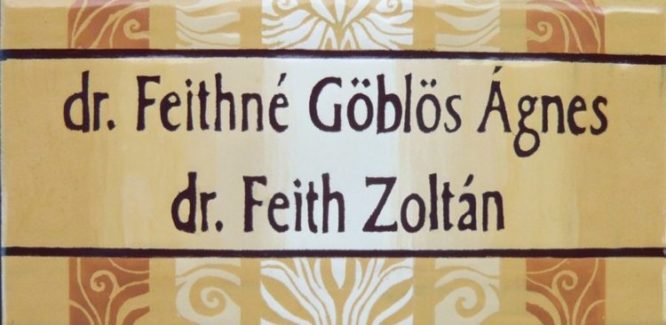 dr. Feithné Göblös Ágnes
dr. Feith Zoltán